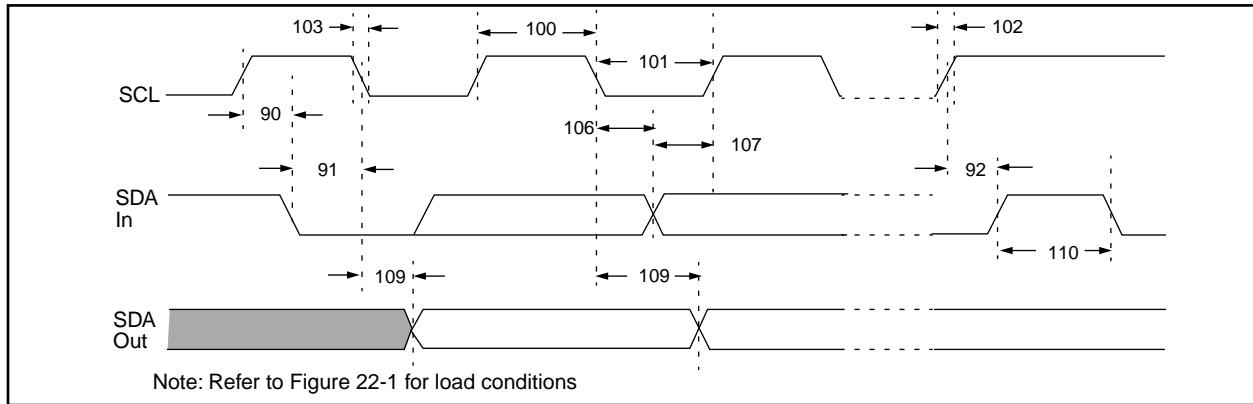 103
100
101
102
SCL
90
106
107
91
92
SDA
In
109
109
110
SDA
Out
Note: Refer to Figure 22-1 for load conditions